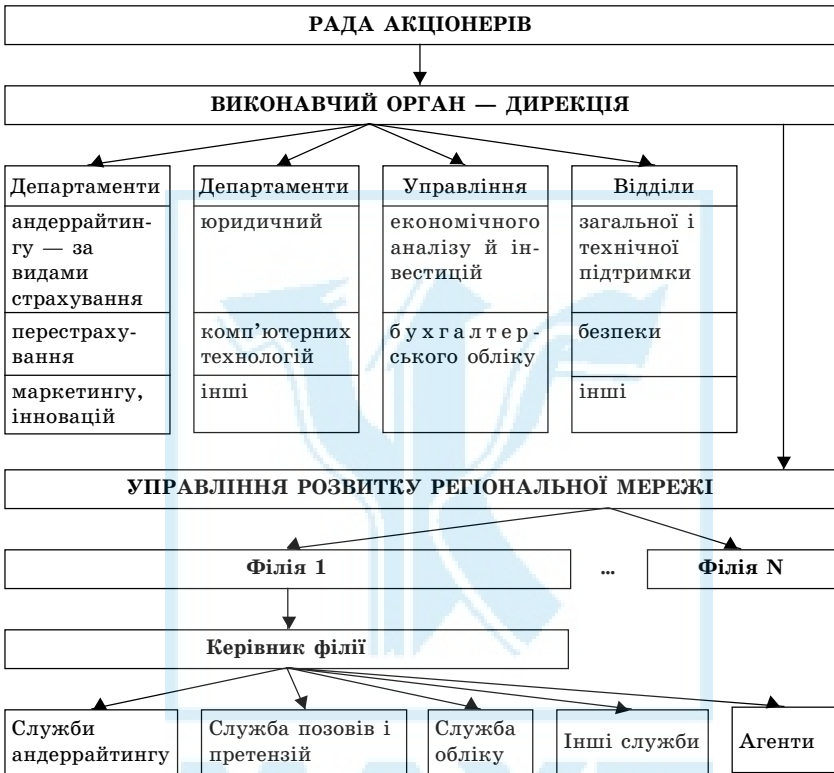 РАДА АКЦІОНЕРІВ
ВИКОНАВЧИЙ ОРГАН — ДИРЕКЦІЯ
Департаменти
андеррайтин-
гу — за
видами
страхування
перестраху-
вання
маркетингу,
інновацій
Департаменти
юридичний
комп’ютерних
технологій
інші
Управління
економічного
аналізу й ін-
вестицій
бухгалтер-
ського обліку
Відділи
загальної і
технічної
підтримки
безпеки
інші
УПРАВЛІННЯ РОЗВИТКУ РЕГІОНАЛЬНОЇ МЕРЕЖІ
Філія 1
...
Філія N
Керівник філії
Служби
андеррайтингу
Служба позовів і
претензій
Служба
обліку
Інші служби
Агенти